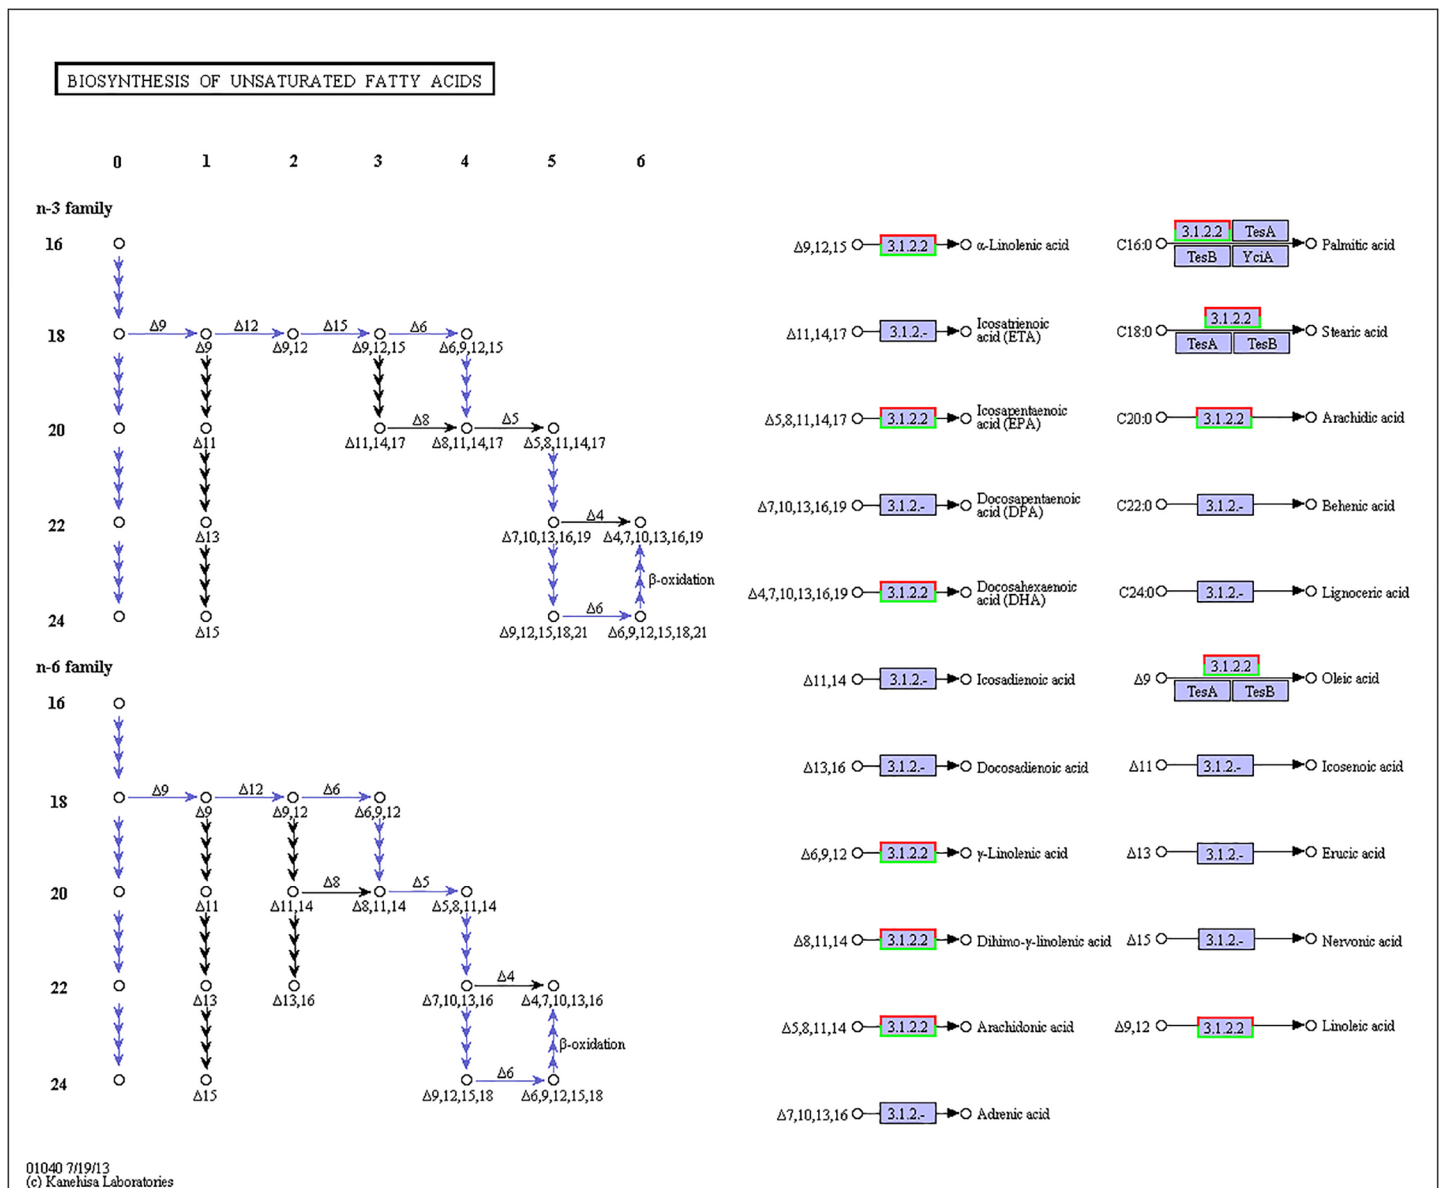 BIOSYNTHESIS OF UNSATURATED FATTY ACIDS
0 1 2 3 4 5 6
n-3 family
16
18 Δ9 Δ12 Δ15 Δ6
Δ9 Δ9,12 Δ9,12,15 Δ6,9,12,15
Δ8 Δ5
20
Δ11 Δ11,14,17 Δ8,11,14,17 Δ5,8,11,14,17
Δ4
22
Δ13 Δ7,10,13,16,19 Δ4,7,10,13,16,19
β-oxidation
Δ6
24
Δ15 Δ9,12,15,18,21 Δ6,9,12,15,18,21
n-6 family
16
Δ9 Δ12 Δ6
18
Δ9 Δ9,12 Δ6,9,12
Δ8 Δ5
20
Δ11 Δ11,14 Δ8,11,14 Δ5,8,11,14
Δ4
22
Δ13 Δ13,16 Δ7,10,13,16 Δ4,7,10,13,16
β-oxidation
Δ6
24
Δ15 Δ9,12,15,18 Δ6,9,12,15,18
Δ9,12,15 3.1.2.2 α-Linolenic acid
Δ11,14,17 3.1.2.- Icosatrienoic
acid (ETA)
Δ5,8,11,14,17 3.1.2.2 Icosapentaenoic
acid (EPA)
Δ7,10,13,16,19 3.1.2.- Docosapentaenoic
acid (DPA)
Δ4,7,10,13,16,19 3.1.2.2 Docosahexaenoic
acid (DHA)
Δ11,14 3.1.2.- Icosadienoic acid
Δ13,16 3.1.2.- Docosadienoic acid
Δ6,9,12 3.1.2.2 γ-Linolenic acid
Δ8,11,14 3.1.2.2 Dihimo-γ-linolenic acid
Δ5,8,11,14 3.1.2.2 Arachidonic acid
Δ7,10,13,16 3.1.2.- Adrenic acid
3.1.2.2 TesA
C16:0 Palmitic acid
TesB YciA
3.1.2.2
C18:0 Stearic acid
TesA TesB
C20:0 3.1.2.2 Arachidic acid
C22:0 3.1.2.- Behenic acid
C24:0 3.1.2.- Lignoceric acid
3.1.2.2
Δ9 Oleic acid
TesA TesB
Δ11 3.1.2.- Icosenoic acid
Δ13 3.1.2.- Erucic acid
Δ15 3.1.2.- Nervonic acid
Δ9,12 3.1.2.2 Linoleic acid
01040 7/19/13
(c) Kanehisa Laboratories